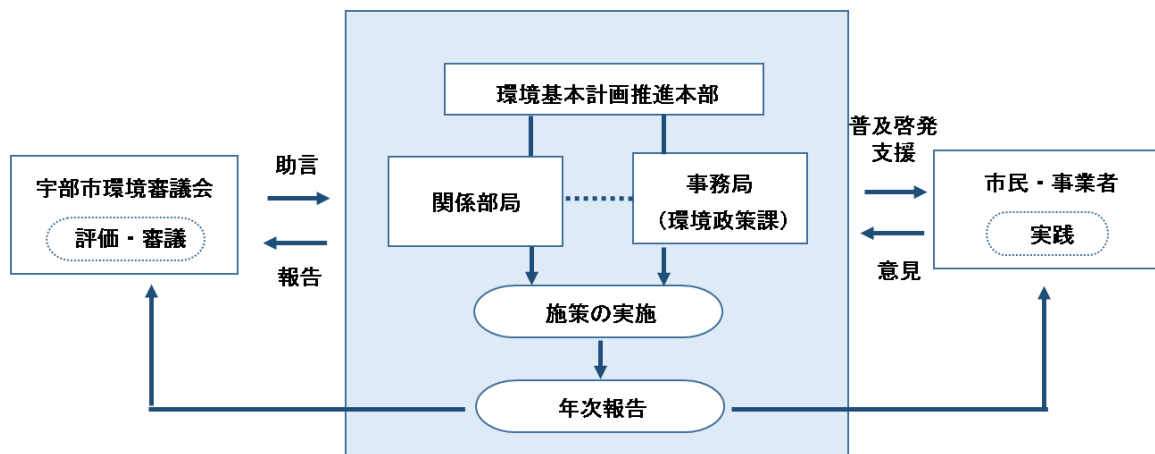 環境基本計画推進本部
宇部市環境審議会
評価・審議
助言
報告
関係部局
事務局
（環境政策課）
普及啓発
支援
意見
市民・事業者
実践
施策の実施
年次報告